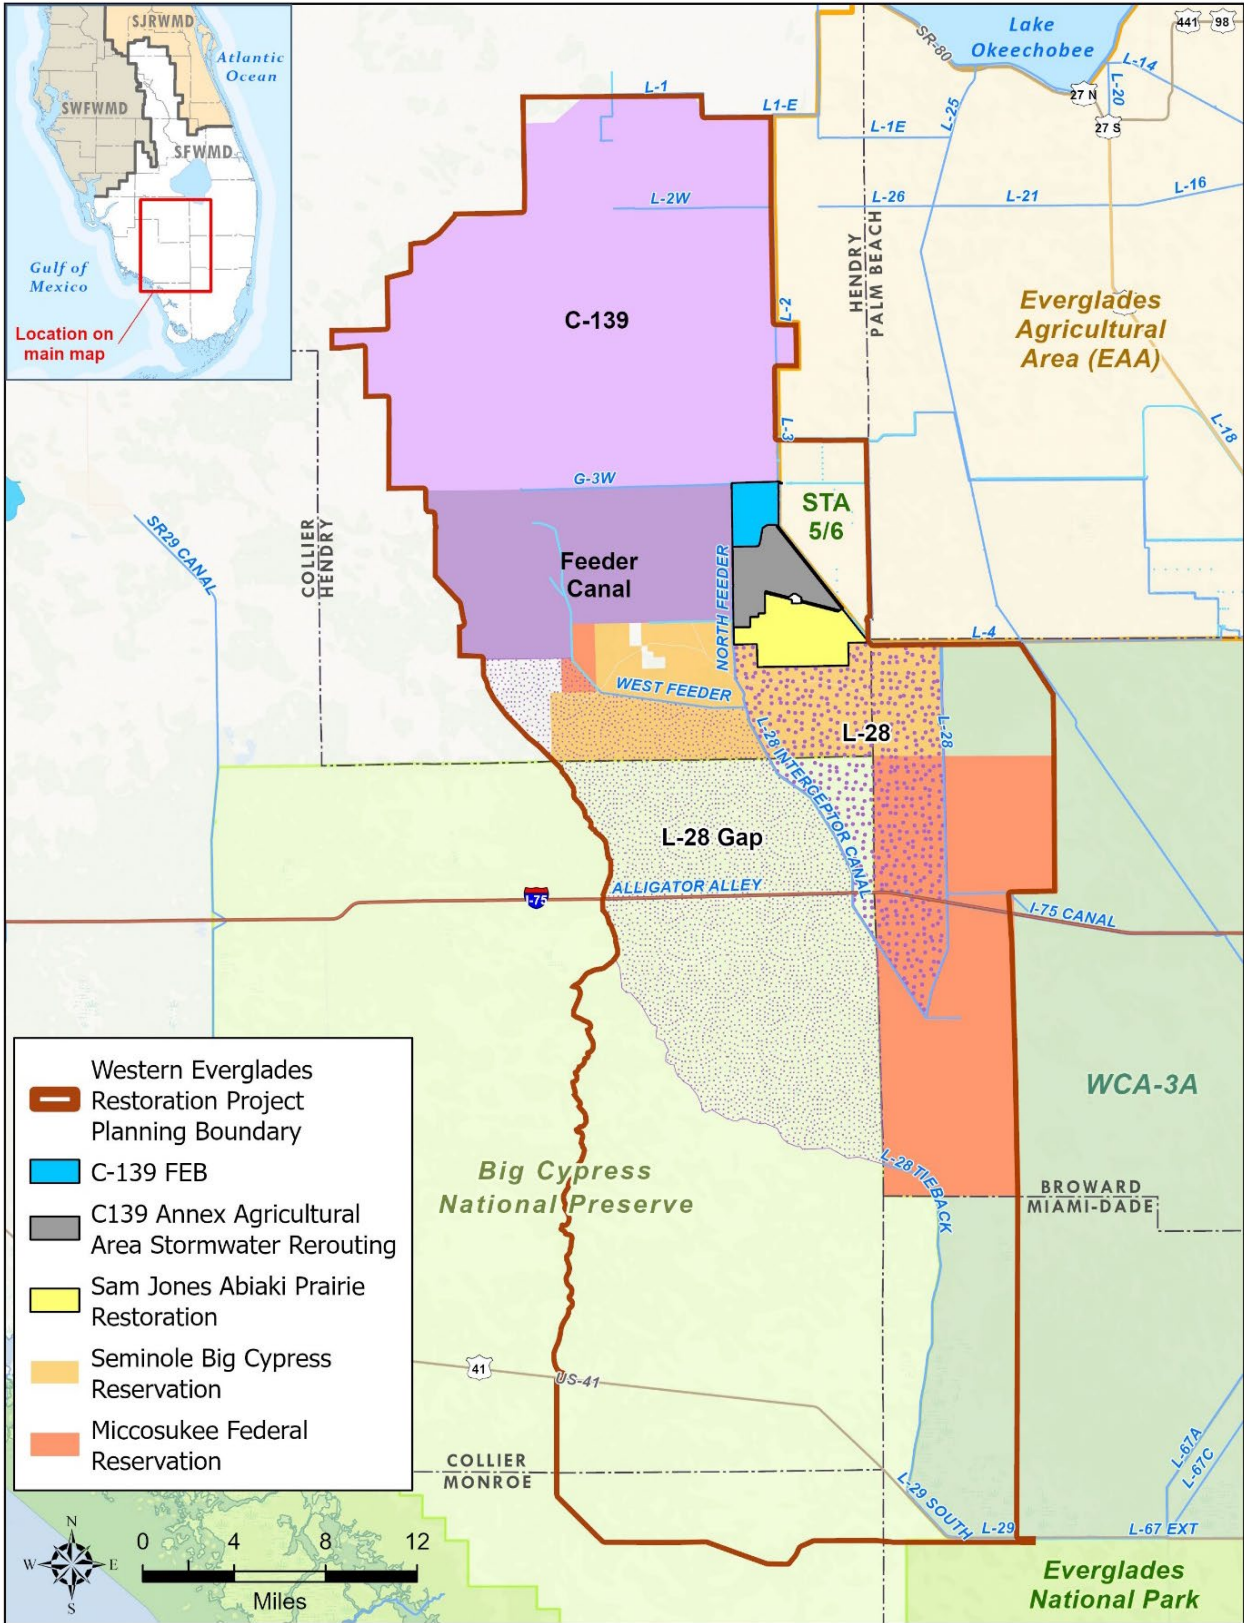 SJRWMD
Atlantic
Ocean
SWFWMD
SFWMD
Gulf of
Mexico
Location on
main map
Lake
Okeechobee
441
98
SR-80
L-14
27 N
L-20
27 S
L-1
L1-E
L-1E
L-25
L-2W
L-26
L-21
L-16
HENDRY
PALM BEACH
C-139
L-2
Everglades
Agricultural
Area (EAA)
L-3
L-18
G-3W
STA
5/6
SR29 CANAL
COLLIER
HENDRY
Feeder
Canal
NORTH FEEDER
L-4
WEST FEEDER
L-28
L-28
L-28 INTERCEPTOR CANAL
L-28 Gap
ALLIGATOR ALLEY
I-75
I-75 CANAL
WCA-3A
Big Cypress
National Preserve
L-28 TIEBACK
BROWARD
MIAMI-DADE
Western Everglades
Restoration Project
Planning Boundary
C-139 FEB
C139 Annex Agricultural
Area Stormwater Rerouting
Sam Jones Abiaki Prairie
Restoration
Seminole Big Cypress
Reservation
Miccosukee Federal
Reservation
41
US-41
L-67A
L-67C
COLLIER
MONROE
L-29 SOUTH
L-29
L-67 EXT
N
W
E
S
0 4 8 12
Miles
Everglades
National Park